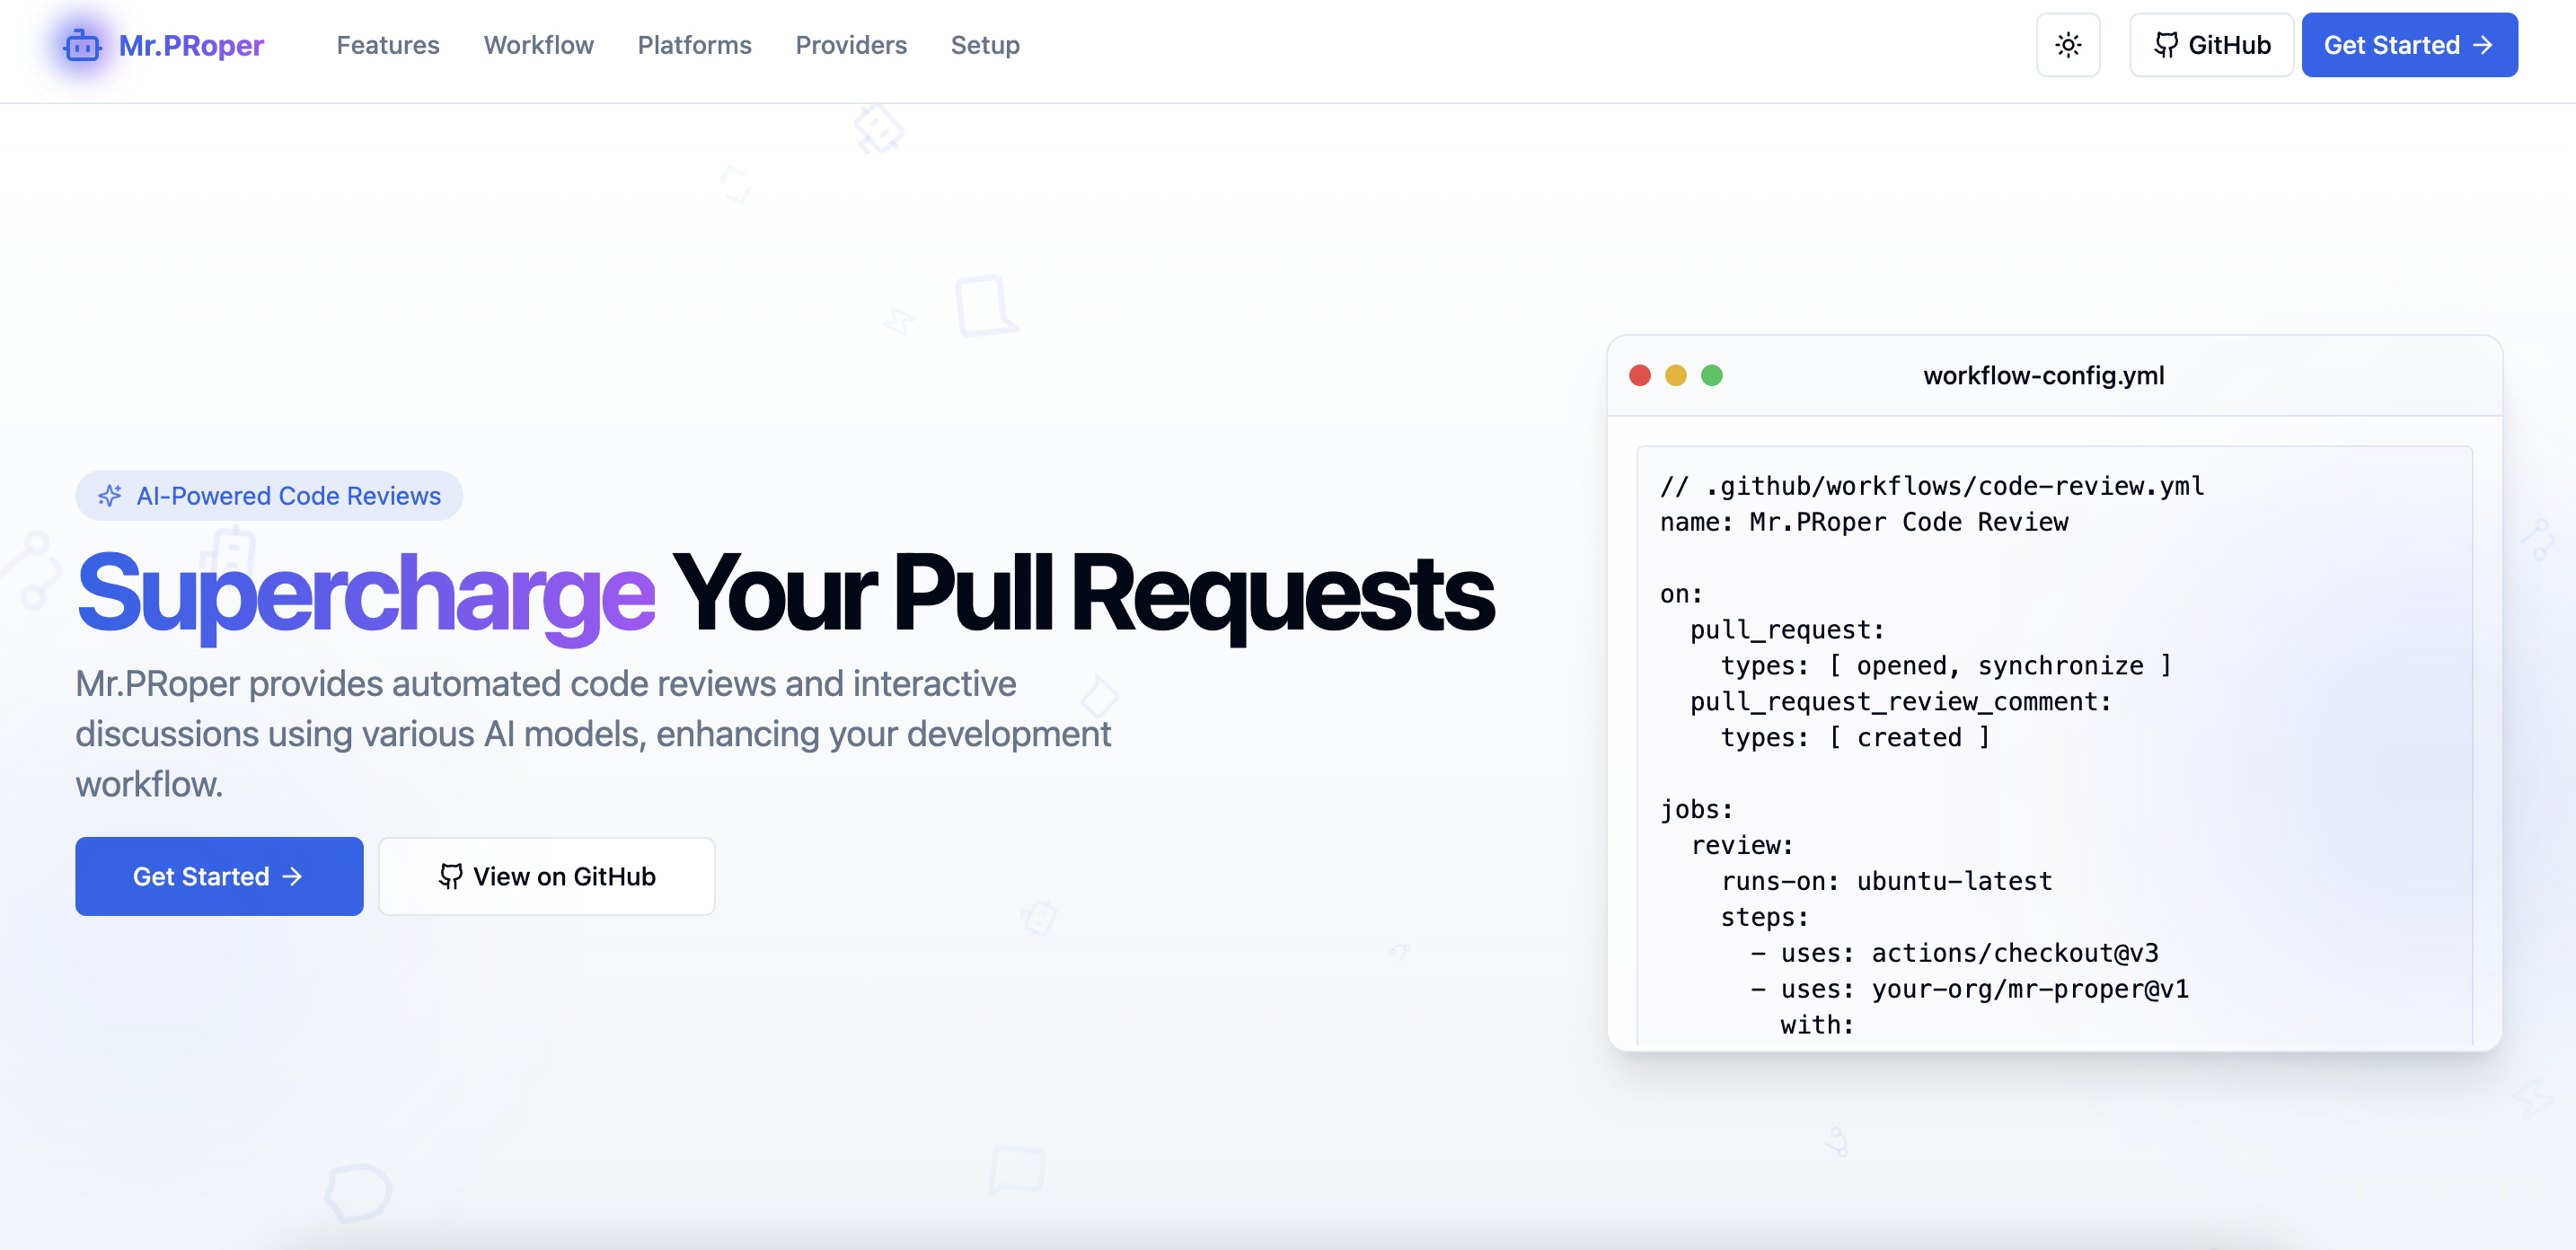 Mr.PRoper
Features
Workflow
Platforms
Providers
Setup
GitHub
Get Started
AI-Powered Code Reviews
Supercharge Your Pull Requests
Mr.PRoper provides automated code reviews and interactive
discussions using various AI models, enhancing your development
workflow.
Get Started
View on GitHub
workflow-config.yml
// .github/workflows/code-review.yml
name: Mr.PRoper Code Review
on:
  pull_request:
    types: [ opened, synchronize ]
  pull_request_review_comment:
    types: [ created ]
jobs:
  review:
    runs-on: ubuntu-latest
    steps:
      - uses: actions/checkout@v3
      - uses: your-org/mr-proper@v1
        with: